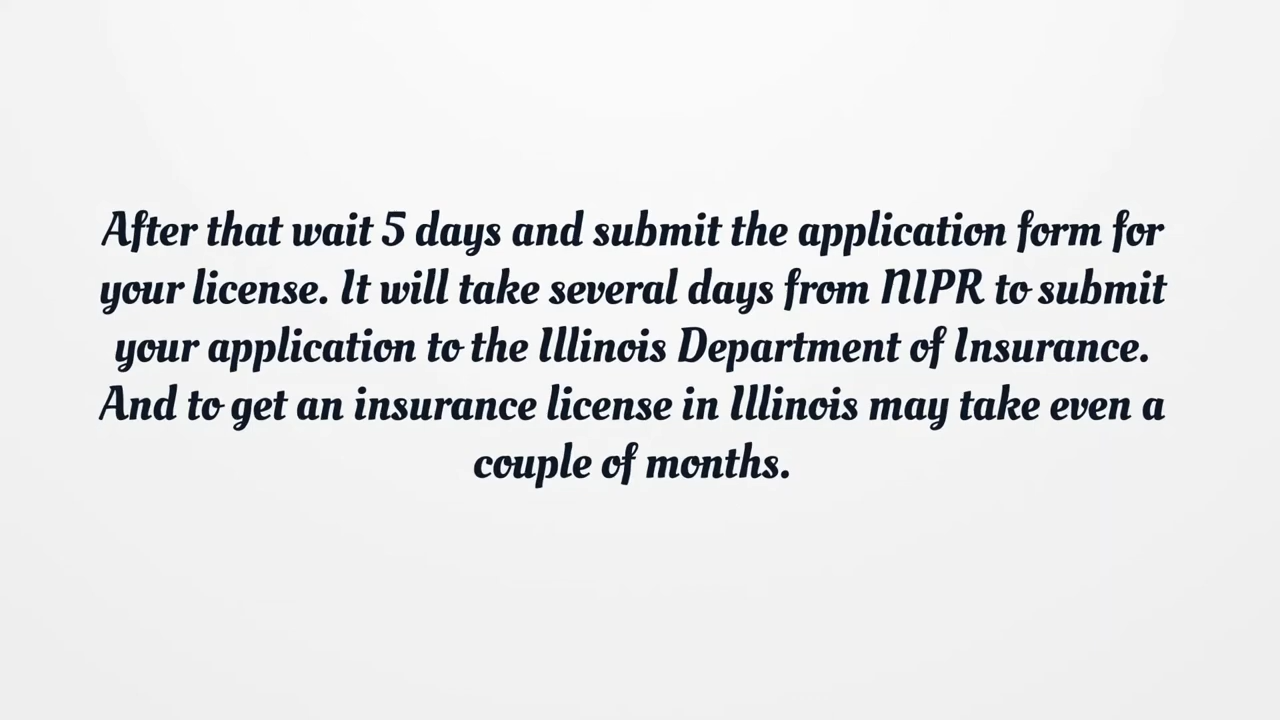 After that wait 5 days and submit the application form for
your license. It will take several days from NIPR to submit
your application to the Illinois Department of Insurance.
And to get an insurance license in Illinois may take even a
couple of months.